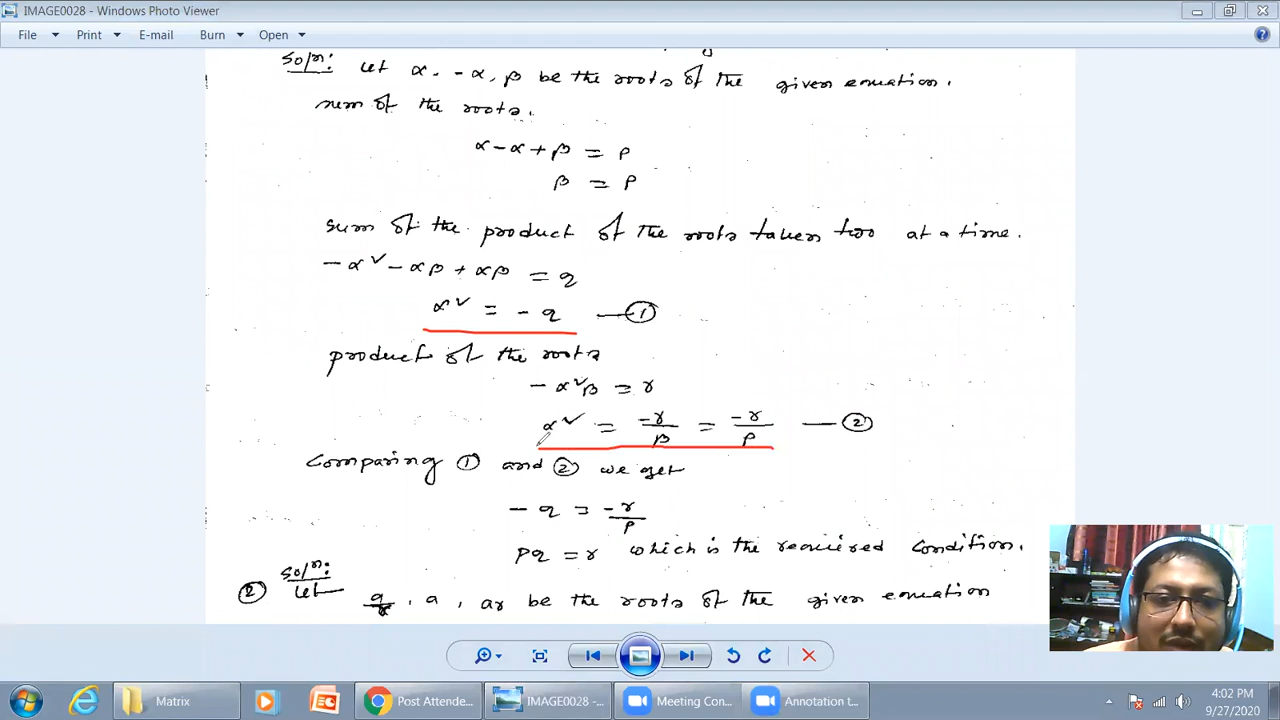 IMAGE0028 - Windows Photo Viewer
File Print E-mail Burn Open
Soln:
Let α, -α, β be the roots of the given equation.
sum of the roots.
α - α + β = p
β = p
sum of the product of the roots taken two at a time.
- α² - αβ + αβ = q
α² = - q — ①
product of the roots
- α²β = r
α² = -r/β = -r/p — ②
Comparing ① and ② we get
- q = -r/p
pq = r which is the required condition.
② Soln:
Let a/r, a, ar be the roots of the given equation
Matrix
Post Attende...
IMAGE0028 -...
Meeting Con...
Annotation t...
4:02 PM
9/27/2020